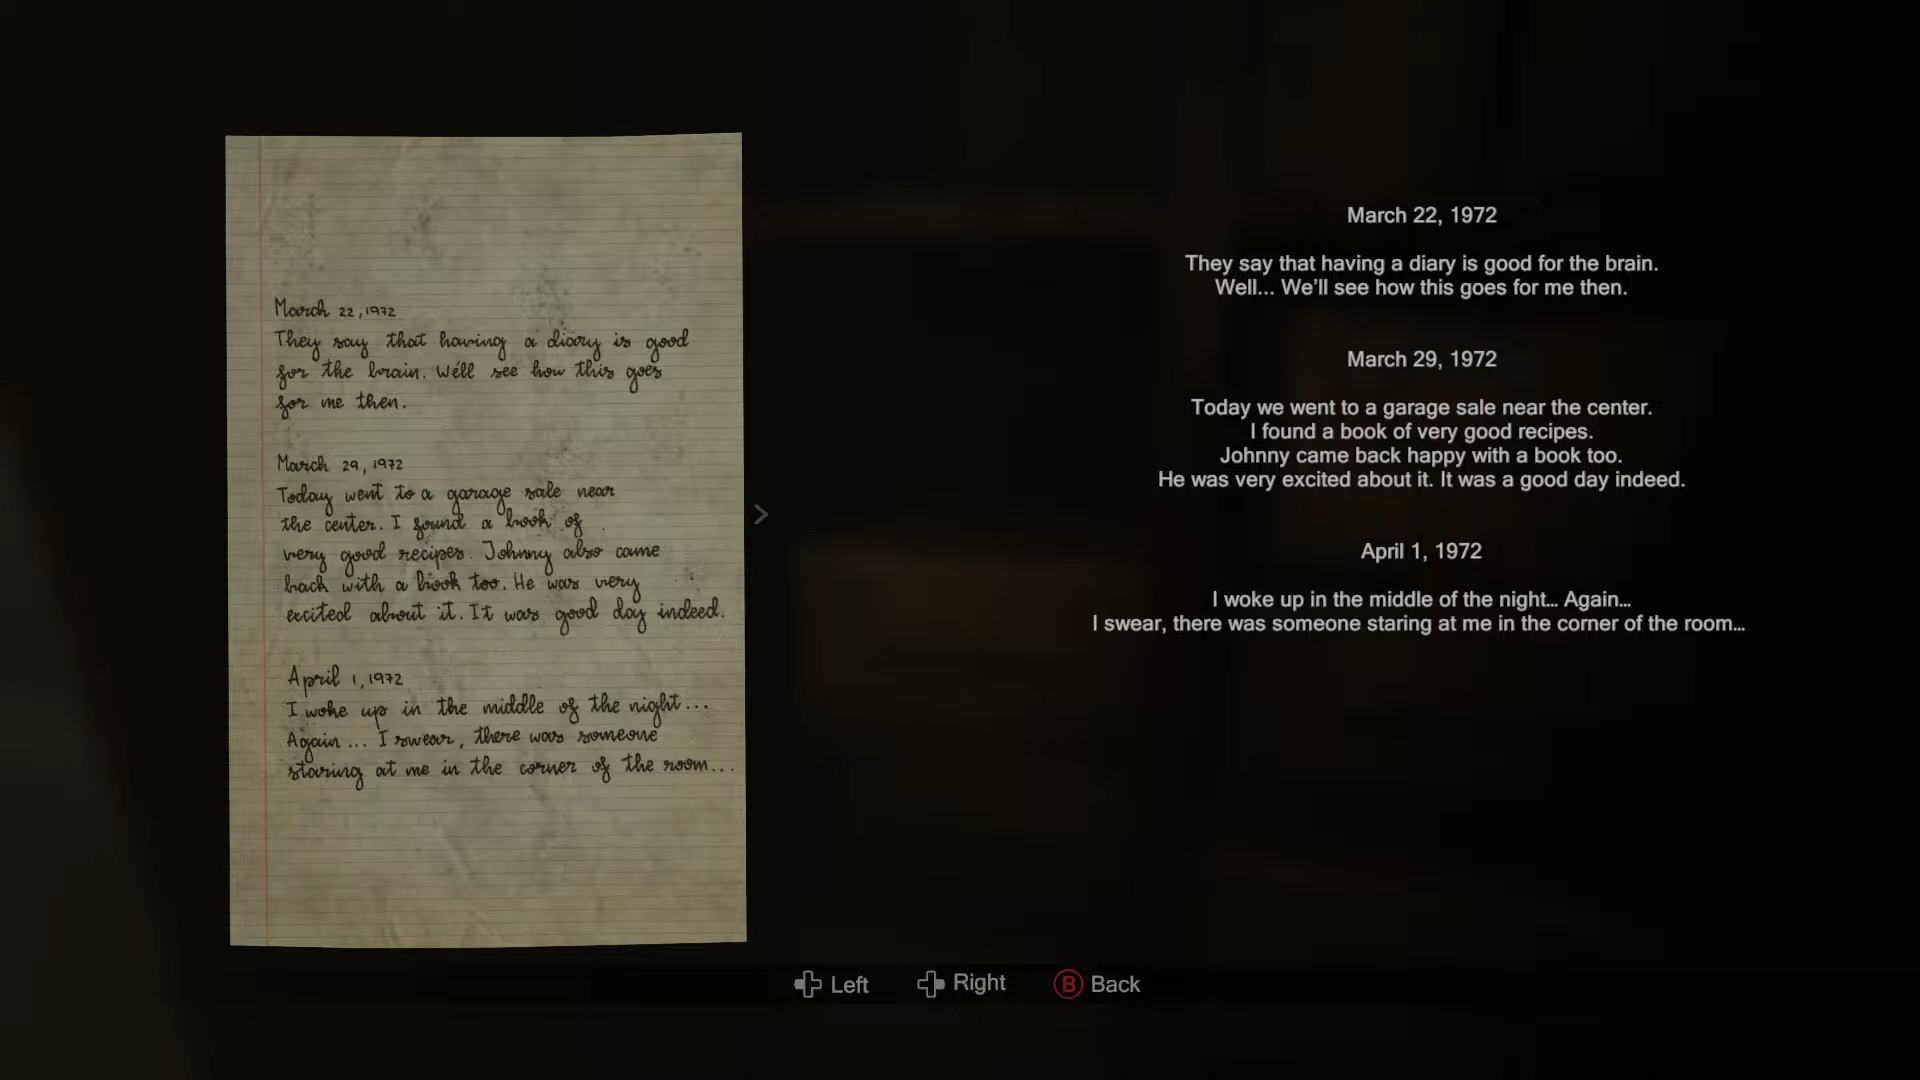 March 22, 1972
They say that having a diary is good
for the brain. We'll see how this goes
for me then.
March 29, 1972
Today went to a garage sale near
the center. I found a book of
very good recipes. Johnny also came
back with a book too. He was very
excited about it. It was good day indeed.
April 1, 1972
I woke up in the middle of the night...
Again... I swear, there was someone
staring at me in the corner of the room...
March 22, 1972
They say that having a diary is good for the brain.
Well... We'll see how this goes for me then.
March 29, 1972
Today we went to a garage sale near the center.
I found a book of very good recipes.
Johnny came back happy with a book too.
He was very excited about it. It was a good day indeed.
April 1, 1972
I woke up in the middle of the night... Again...
I swear, there was someone staring at me in the corner of the room...
Left Right B Back